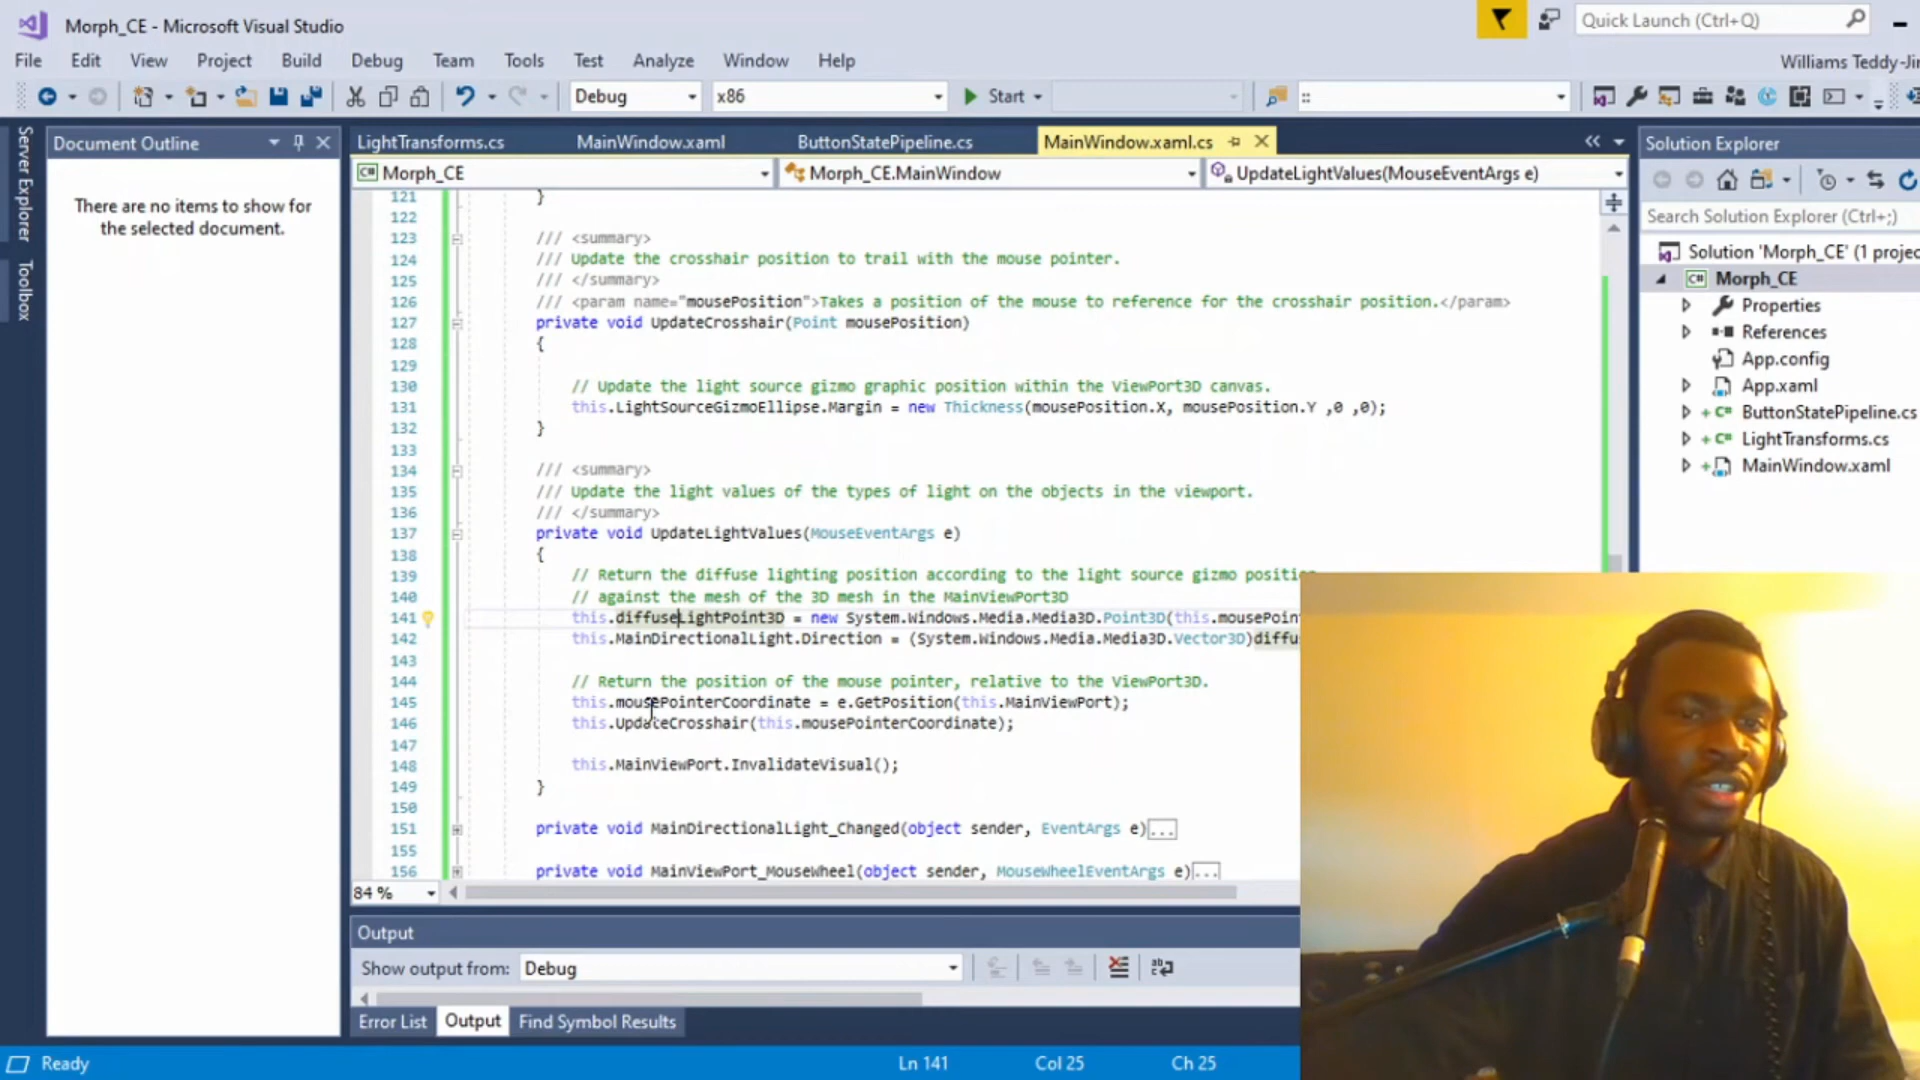 Morph_CE - Microsoft Visual Studio
Quick Launch (Ctrl+Q)
File Edit View Project Build Debug Team Tools Test Analyze Window Help
Williams Teddy-Jir
Debug x86 Start ::
Server Explorer
Toolbox
Document Outline
There are no items to show for
the selected document.
LightTransforms.cs MainWindow.xaml ButtonStatePipeline.cs MainWindow.xaml.cs
Morph_CE Morph_CE.MainWindow UpdateLightValues(MouseEventArgs e)
121 }
122
123 /// <summary>
124 /// Update the crosshair position to trail with the mouse pointer.
125 /// </summary>
126 /// <param name="mousePosition">Takes a position of the mouse to reference for the crosshair position.</param>
127 private void UpdateCrosshair(Point mousePosition)
128 {
129
130 // Update the light source gizmo graphic position within the ViewPort3D canvas.
131 this.LightSourceGizmoEllipse.Margin = new Thickness(mousePosition.X, mousePosition.Y ,0 ,0);
132 }
133
134 /// <summary>
135 /// Update the light values of the types of light on the objects in the viewport.
136 /// </summary>
137 private void UpdateLightValues(MouseEventArgs e)
138 {
139 // Return the diffuse lighting position according to the light source gizmo position
140 // against the mesh of the 3D mesh in the MainViewPort3D
141 this.diffuseLightPoint3D = new System.Windows.Media.Media3D.Point3D(this.mousePoin
142 this.MainDirectionalLight.Direction = (System.Windows.Media.Media3D.Vector3D)diffu
143
144 // Return the position of the mouse pointer, relative to the ViewPort3D.
145 this.mousePointerCoordinate = e.GetPosition(this.MainViewPort);
146 this.UpdateCrosshair(this.mousePointerCoordinate);
147
148 this.MainViewPort.InvalidateVisual();
149 }
150
151 private void MainDirectionalLight_Changed(object sender, EventArgs e)...
155
156 private void MainViewPort_MouseWheel(object sender, MouseWheelEventArgs e)...
84 %
Solution Explorer
Search Solution Explorer (Ctrl+;)
Solution 'Morph_CE' (1 projec
Morph_CE
Properties
References
App.config
App.xaml
ButtonStatePipeline.cs
LightTransforms.cs
MainWindow.xaml
Output
Show output from: Debug
Error List Output Find Symbol Results
Ready Ln 141 Col 25 Ch 25